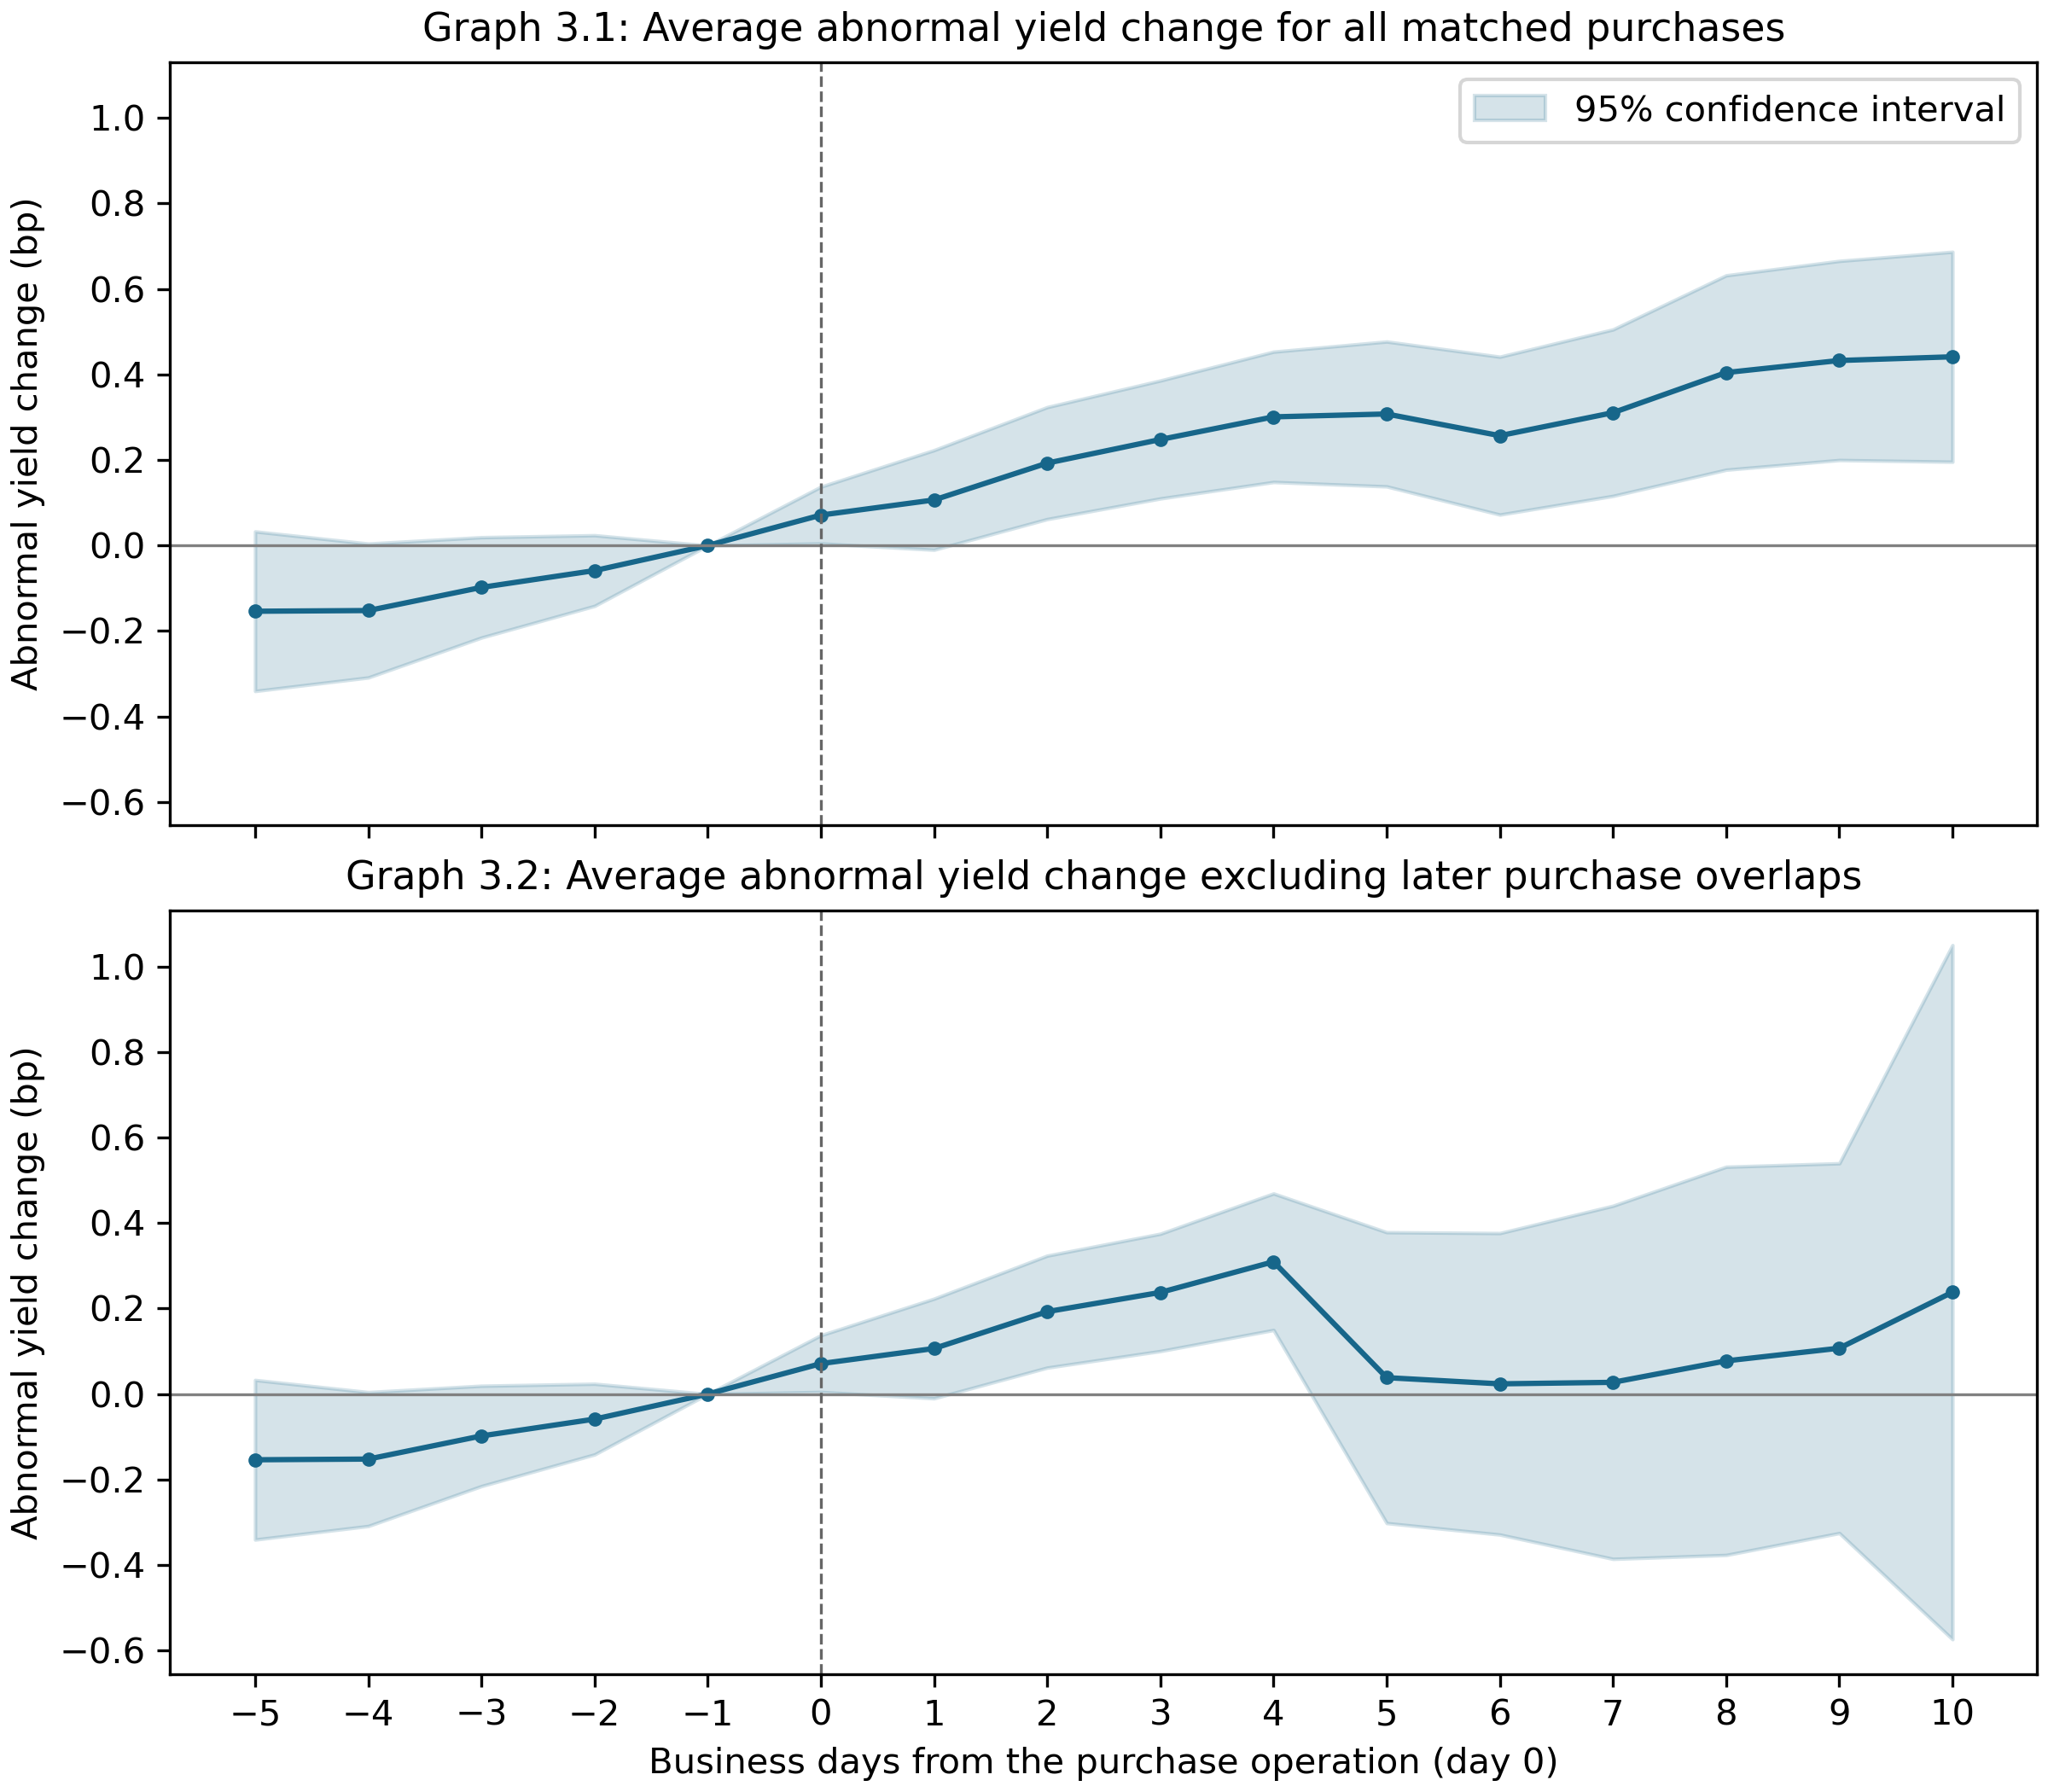 Graph 3.1: Average abnormal yield change for all matched purchases
95% confidence interval
Abnormal yield change (bp)
1.0
0.8
0.6
0.4
0.2
0.0
−0.2
−0.4
−0.6
Graph 3.2: Average abnormal yield change excluding later purchase overlaps
Abnormal yield change (bp)
1.0
0.8
0.6
0.4
0.2
0.0
−0.2
−0.4
−0.6
−5 −4 −3 −2 −1 0 1 2 3 4 5 6 7 8 9 10
Business days from the purchase operation (day 0)